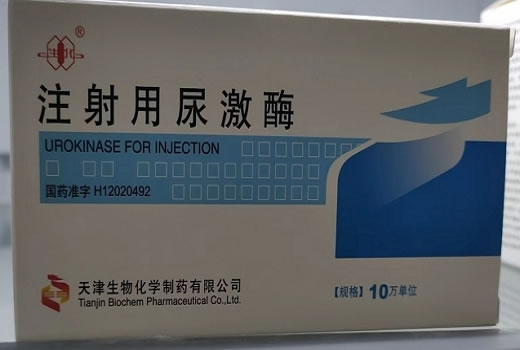 生化®
注射用尿激酶
UROKINASE FOR INJECTION
国药准字 H12020492
天津生物化学制药有限公司
Tianjin Biochem Pharmaceutical Co.,Ltd.
【规格】10万单位